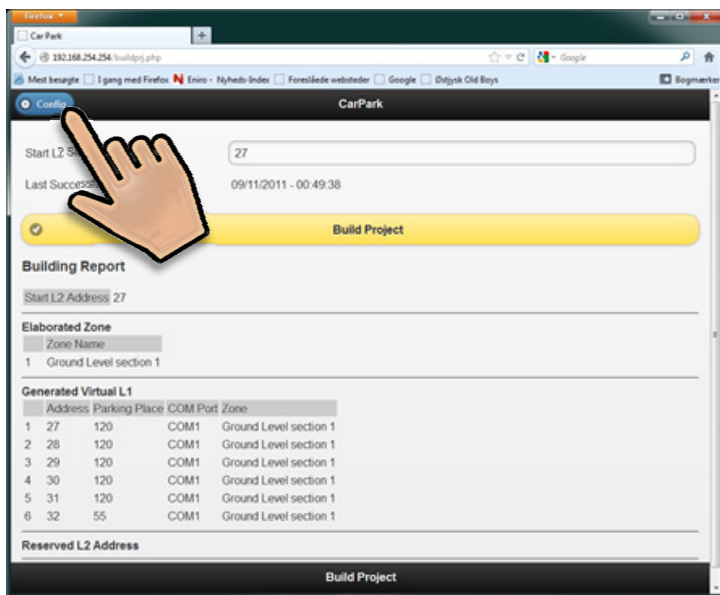 Firefox
Car Park
+
192.168.254.254/buildprj.php
Google
Mest besøgte I gang med Firefox Eniro - Nyheds-Index Foreslåede websteder Google Østjysk Old Boys Bogmærker
Config
CarPark
Start L2 27
Last Success 09/11/2011 - 00:49:38
Build Project
Building Report
Start L2 Address 27
Elaborated Zone
Zone Name
1 Ground Level section 1
Generated Virtual L1
Address Parking Place COM Port Zone
1 27 120 COM1 Ground Level section 1
2 28 120 COM1 Ground Level section 1
3 29 120 COM1 Ground Level section 1
4 30 120 COM1 Ground Level section 1
5 31 120 COM1 Ground Level section 1
6 32 55 COM1 Ground Level section 1
Reserved L2 Address
Build Project